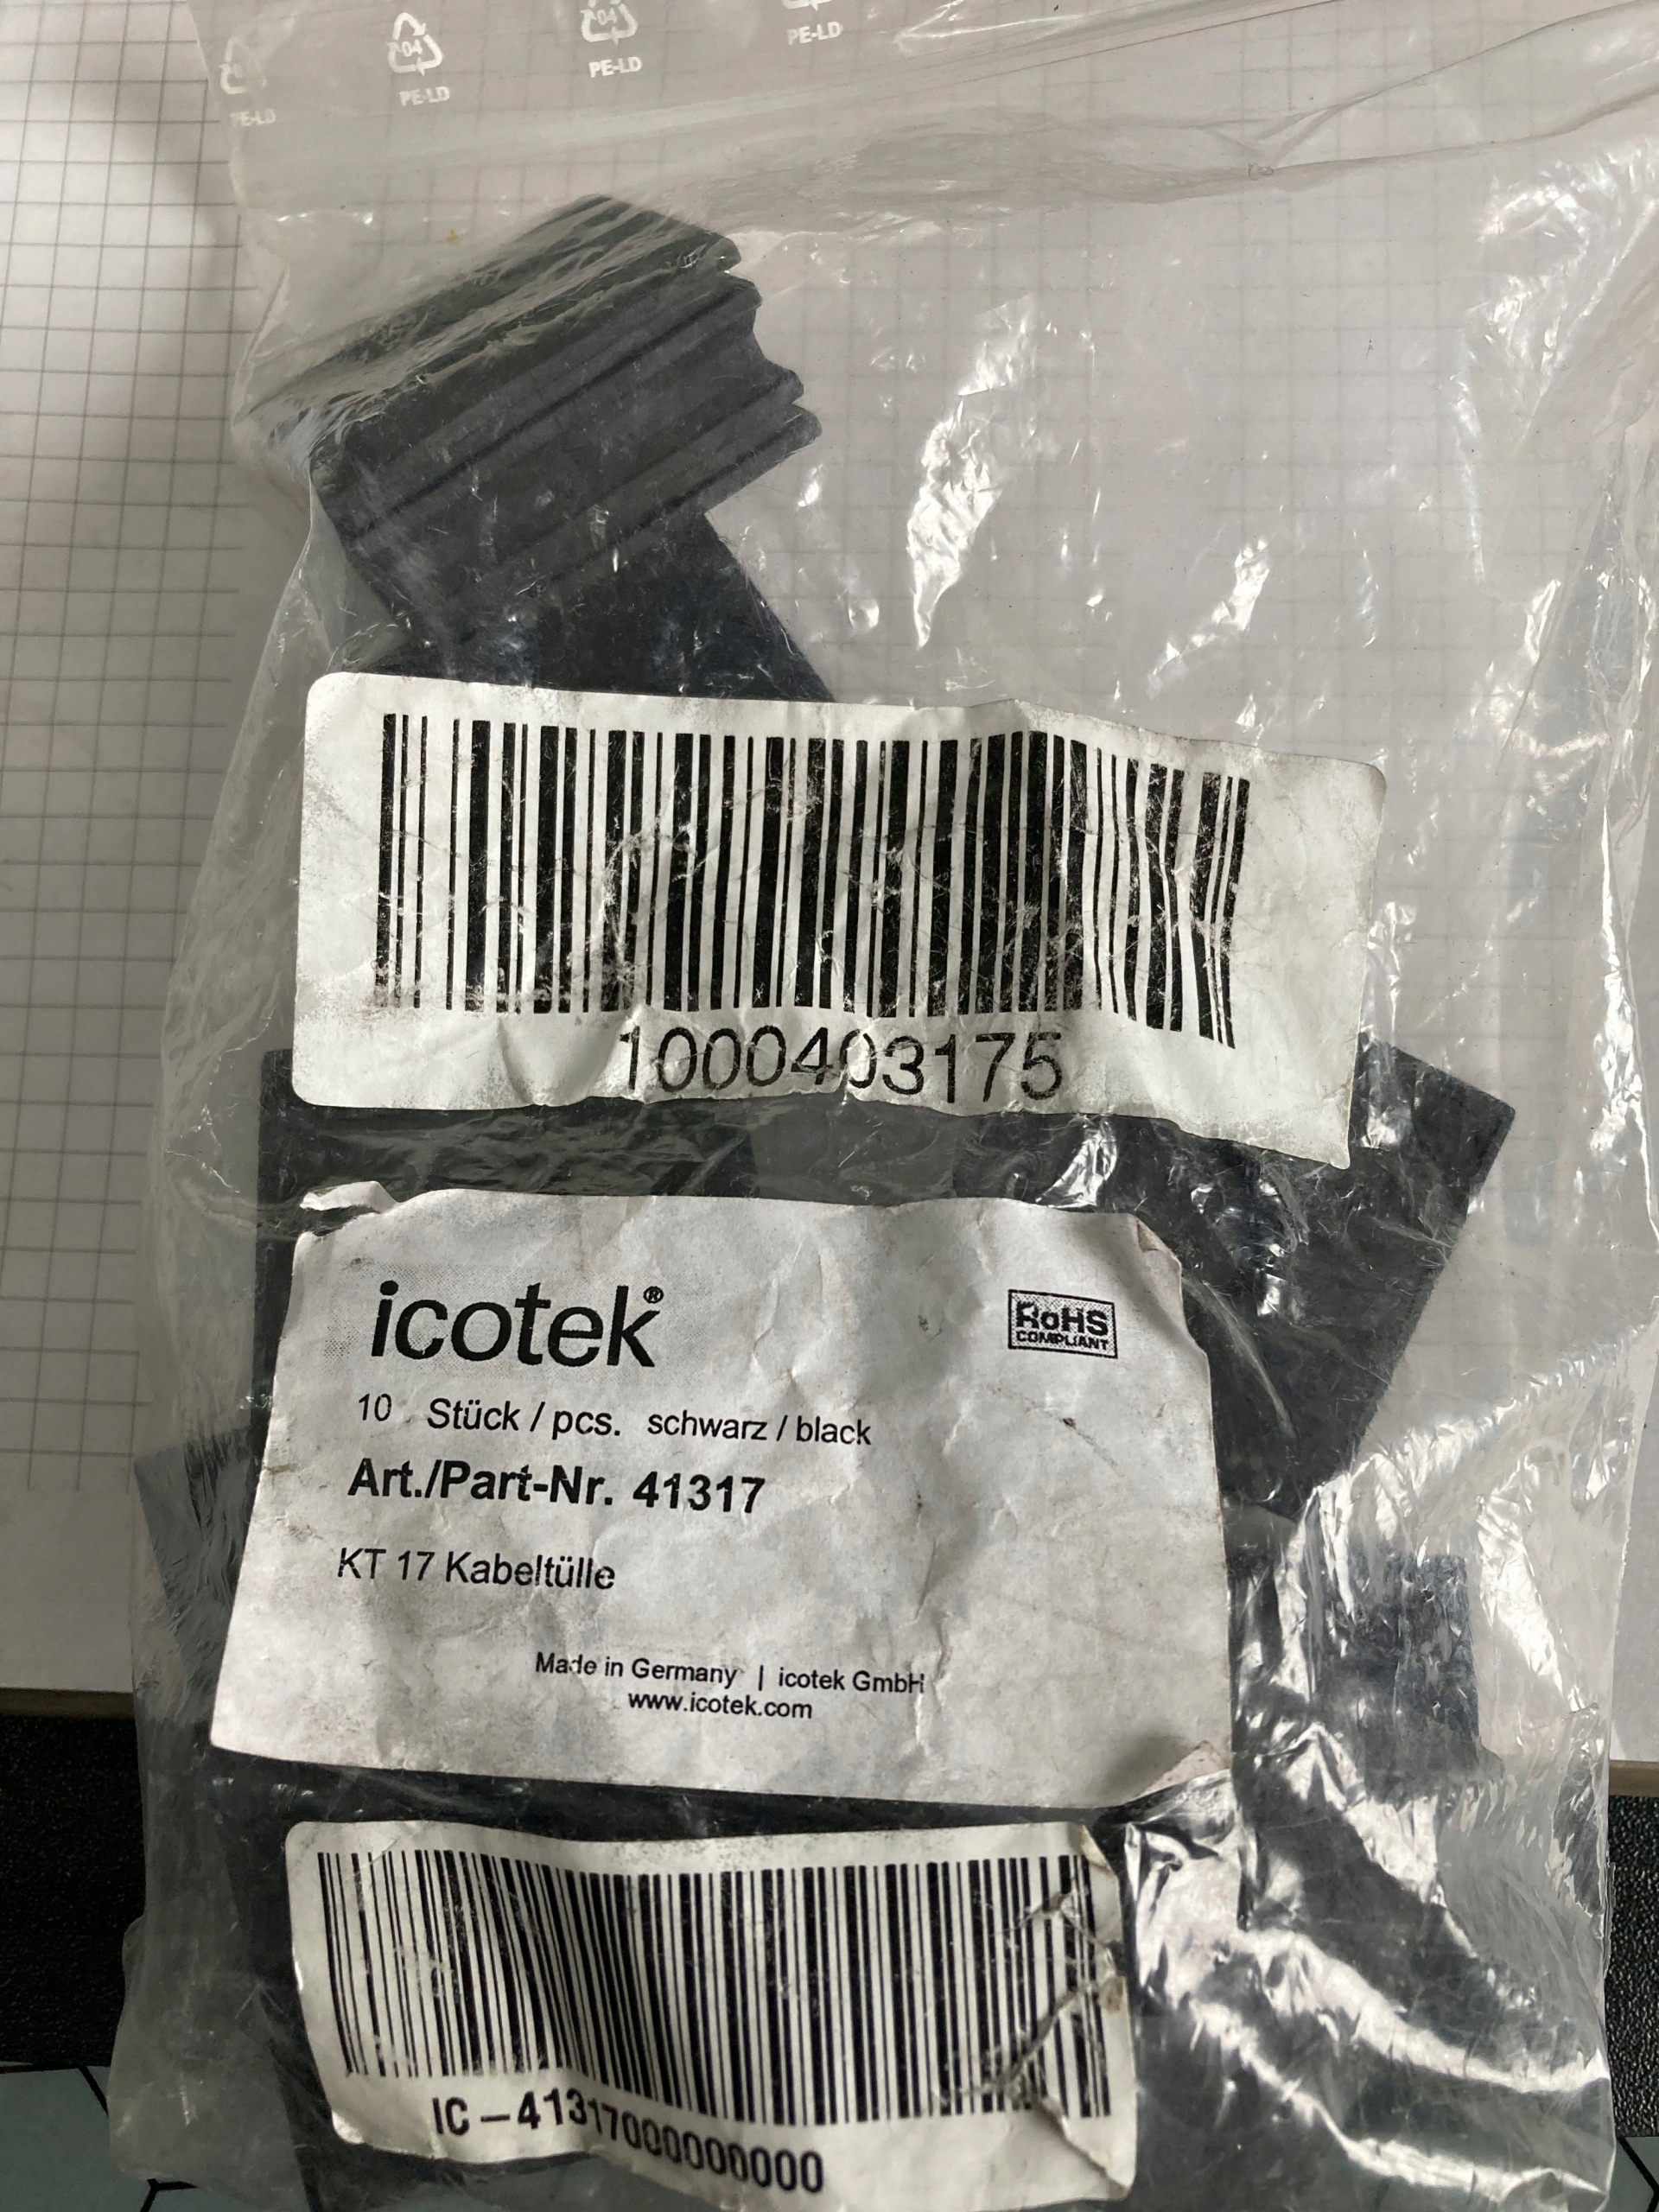 04
04
PE-LD
PE-LD
PE-LD
PE-LD
1000403175
icotek®
RoHS
COMPLIANT
10 Stück / pcs. schwarz / black
Art./Part-Nr. 41317
KT 17 Kabeltülle
Made in Germany | icotek GmbH
www.icotek.com
IC-41317000000000